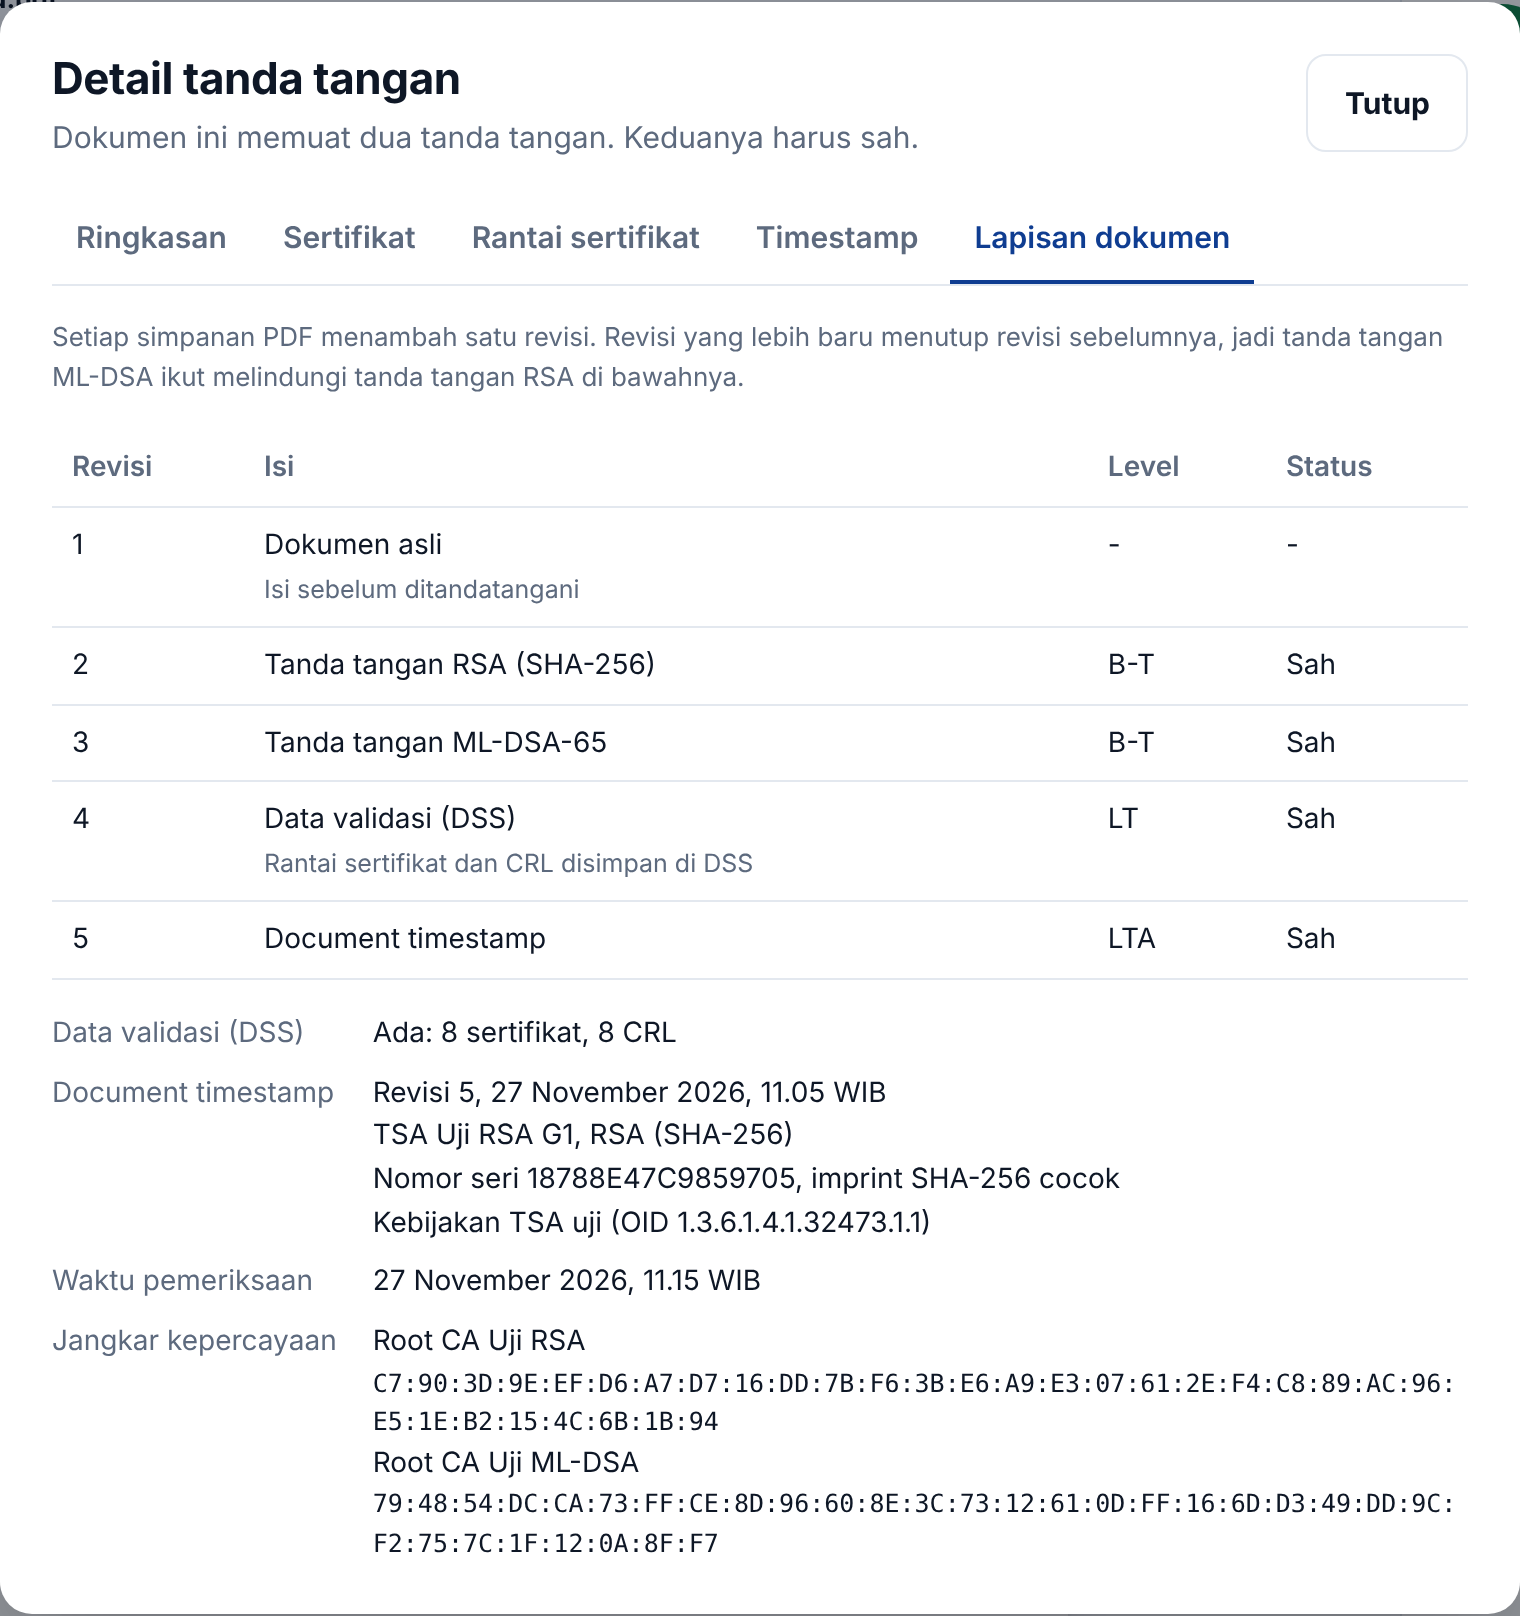 Detail tanda tangan
Tutup
Dokumen ini memuat dua tanda tangan. Keduanya harus sah.
Ringkasan Sertifikat Rantai sertifikat Timestamp Lapisan dokumen
Setiap simpanan PDF menambah satu revisi. Revisi yang lebih baru menutup revisi sebelumnya, jadi tanda tangan
ML-DSA ikut melindungi tanda tangan RSA di bawahnya.
Revisi Isi Level Status
1 Dokumen asli - -
Isi sebelum ditandatangani
2 Tanda tangan RSA (SHA-256) B-T Sah
3 Tanda tangan ML-DSA-65 B-T Sah
4 Data validasi (DSS) LT Sah
Rantai sertifikat dan CRL disimpan di DSS
5 Document timestamp LTA Sah
Data validasi (DSS) Ada: 8 sertifikat, 8 CRL
Document timestamp Revisi 5, 27 November 2026, 11.05 WIB
TSA Uji RSA G1, RSA (SHA-256)
Nomor seri 18788E47C9859705, imprint SHA-256 cocok
Kebijakan TSA uji (OID 1.3.6.1.4.1.32473.1.1)
Waktu pemeriksaan 27 November 2026, 11.15 WIB
Jangkar kepercayaan Root CA Uji RSA
C7:90:3D:9E:EF:D6:A7:D7:16:DD:7B:F6:3B:E6:A9:E3:07:61:2E:F4:C8:89:AC:96:
E5:1E:B2:15:4C:6B:1B:94
Root CA Uji ML-DSA
79:48:54:DC:CA:73:FF:CE:8D:96:60:8E:3C:73:12:61:0D:FF:16:6D:D3:49:DD:9C:
F2:75:7C:1F:12:0A:8F:F7